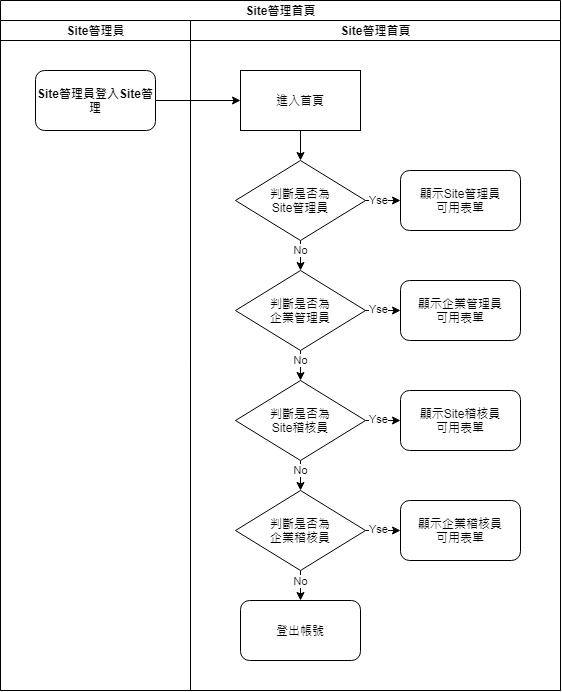 Site管理首頁
Site管理員
Site管理首頁
Site管理員登入Site管
理
進入首頁
判斷是否為
Site管理員
Yse
顯示Site管理員
可用表單
No
判斷是否為
企業管理員
Yse
顯示企業管理員
可用表單
No
判斷是否為
Site稽核員
Yse
顯示Site稽核員
可用表單
No
判斷是否為
企業稽核員
Yse
顯示企業稽核員
可用表單
No
登出帳號